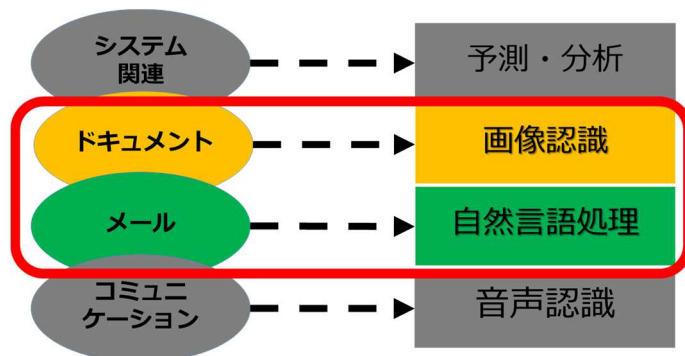 システム
関連
予測・分析
ドキュメント
画像認識
メール
自然言語処理
コミュニ
ケーション
音声認識